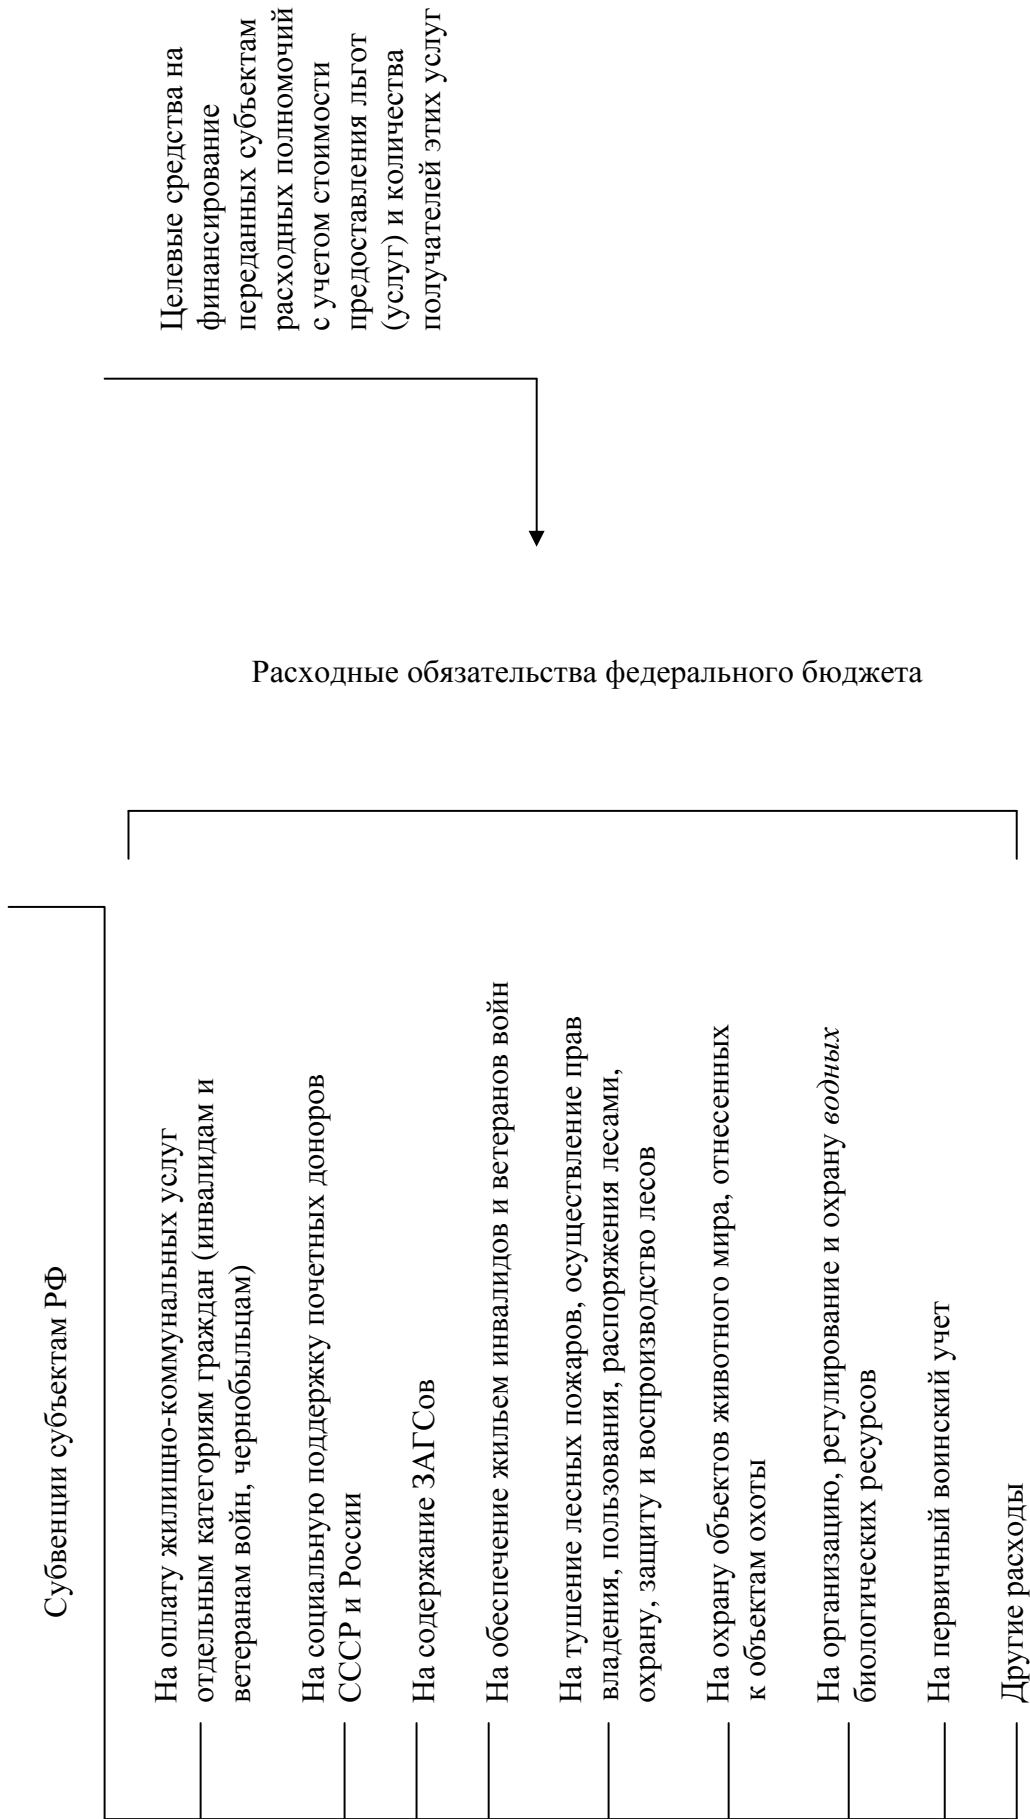 Субвенции субъектам РФ
На оплату жилищно-коммунальных услуг
отдельным категориям граждан (инвалидам и
ветеранам войн, чернобыльцам)
На социальную поддержку почетных доноров
СССР и России
На содержание ЗАГСов
На обеспечение жильем инвалидов и ветеранов войн
На тушение лесных пожаров, осуществление прав
владения, пользования, распоряжения лесами,
охрану, защиту и воспроизводство лесов
На охрану объектов животного мира, отнесенных
к объектам охоты
На организацию, регулирование и охрану водных
биологических ресурсов
На первичный воинский учет
Другие расходы
Расходные обязательства федерального бюджета
Целевые средства на
финансирование
переданных субъектам
расходных полномочий
с учетом стоимости
предоставления льгот
(услуг) и количества
получателей этих услуг